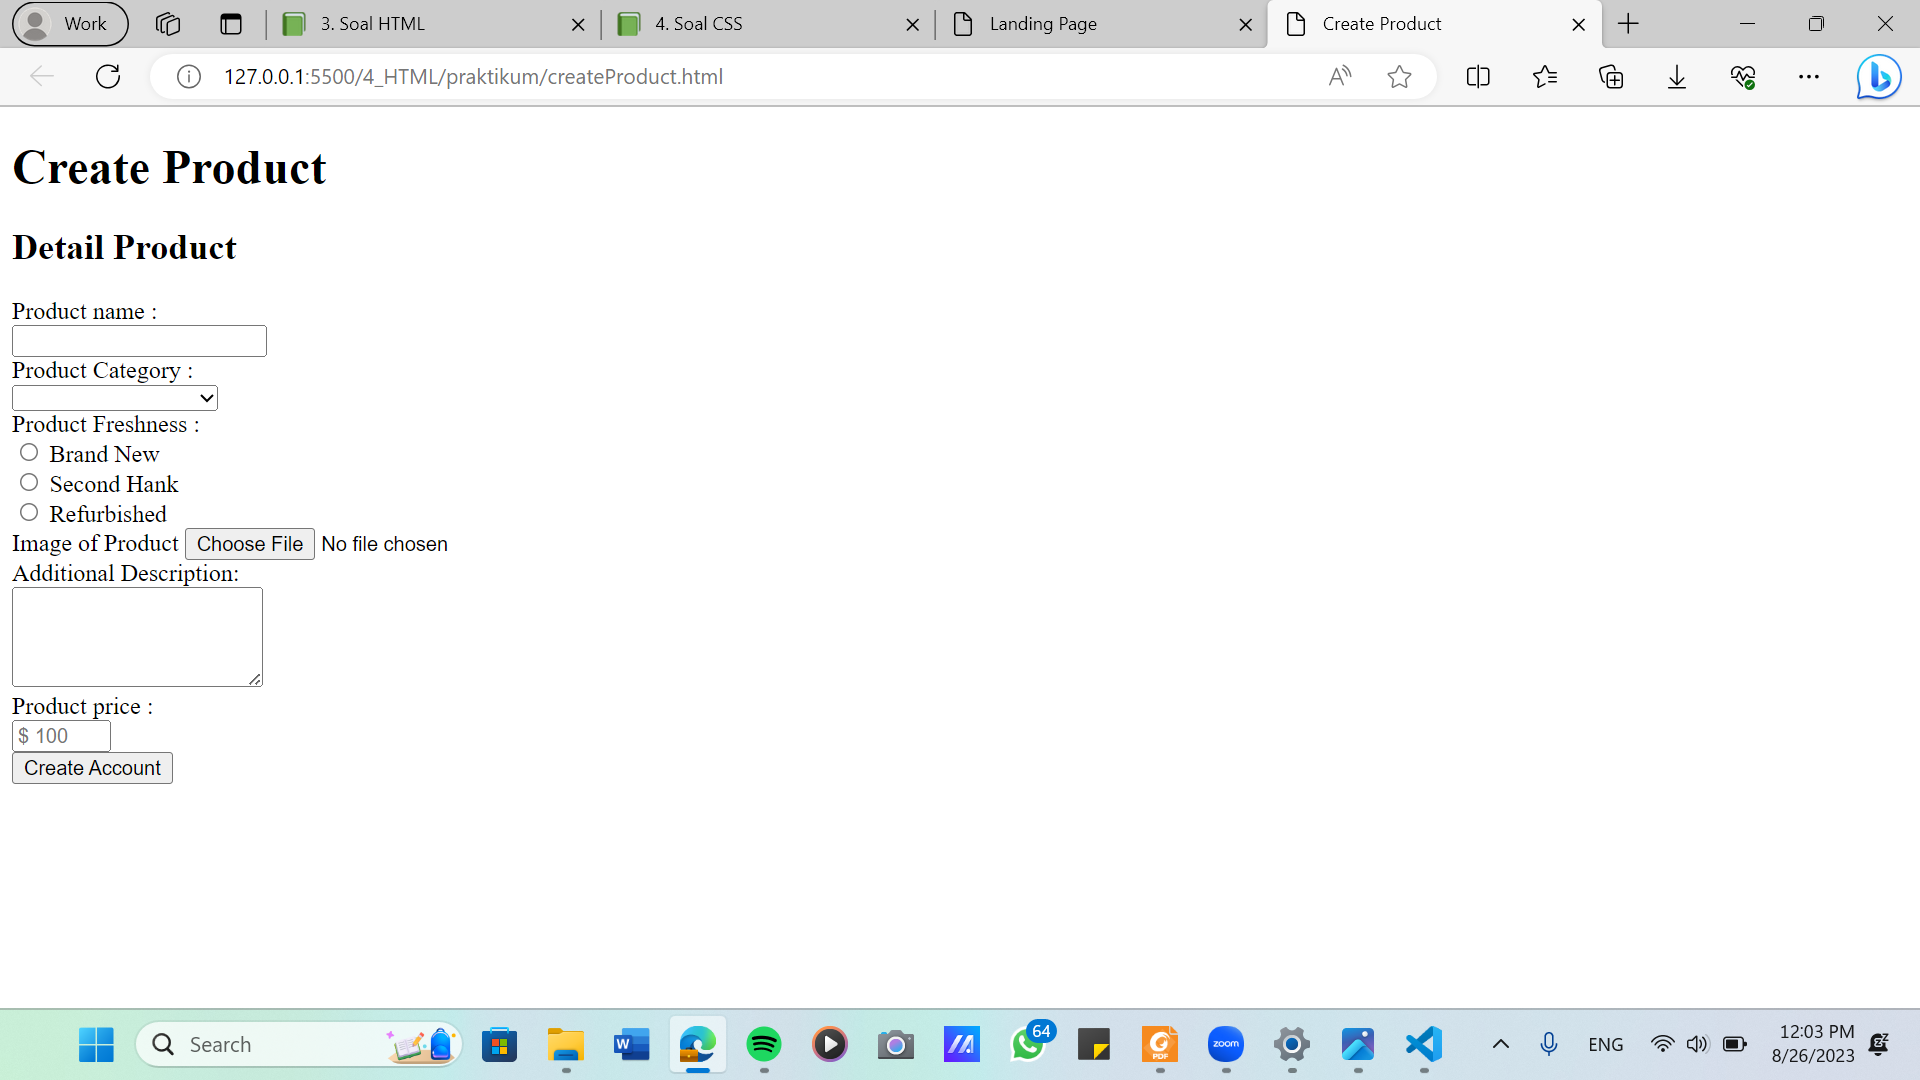 Work
3. Soal HTML
4. Soal CSS
Landing Page
Create Product
127.0.0.1:5500/4_HTML/praktikum/createProduct.html
Create Product
Detail Product
Product name :
Product Category :
Product Freshness :
Brand New
Second Hank
Refurbished
Image of Product Choose File No file chosen
Additional Description:
Product price :
$ 100
Create Account
Search
W
64
PDF
zoom
ENG
12:03 PM
8/26/2023